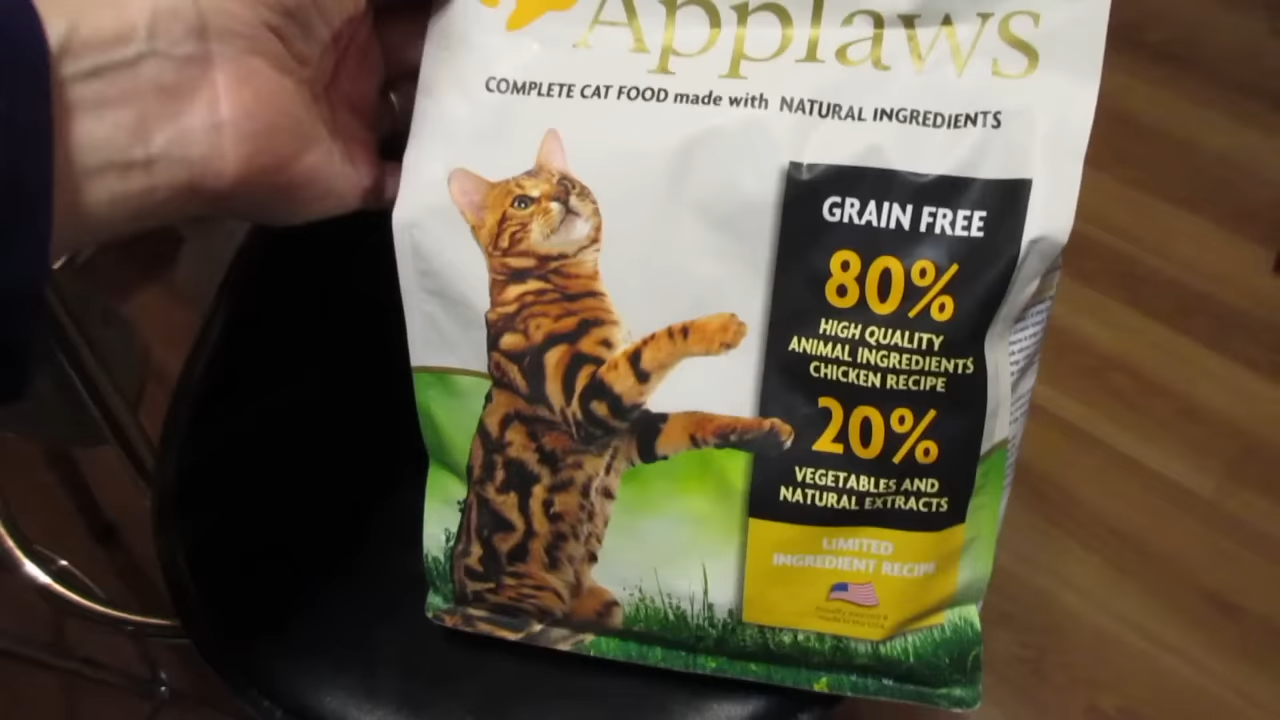 Applaws
COMPLETE CAT FOOD made with NATURAL INGREDIENTS
GRAIN FREE
80%
HIGH QUALITY
ANIMAL INGREDIENTS
CHICKEN RECIPE
20%
VEGETABLES AND
NATURAL EXTRACTS
LIMITED
INGREDIENT RECIPE